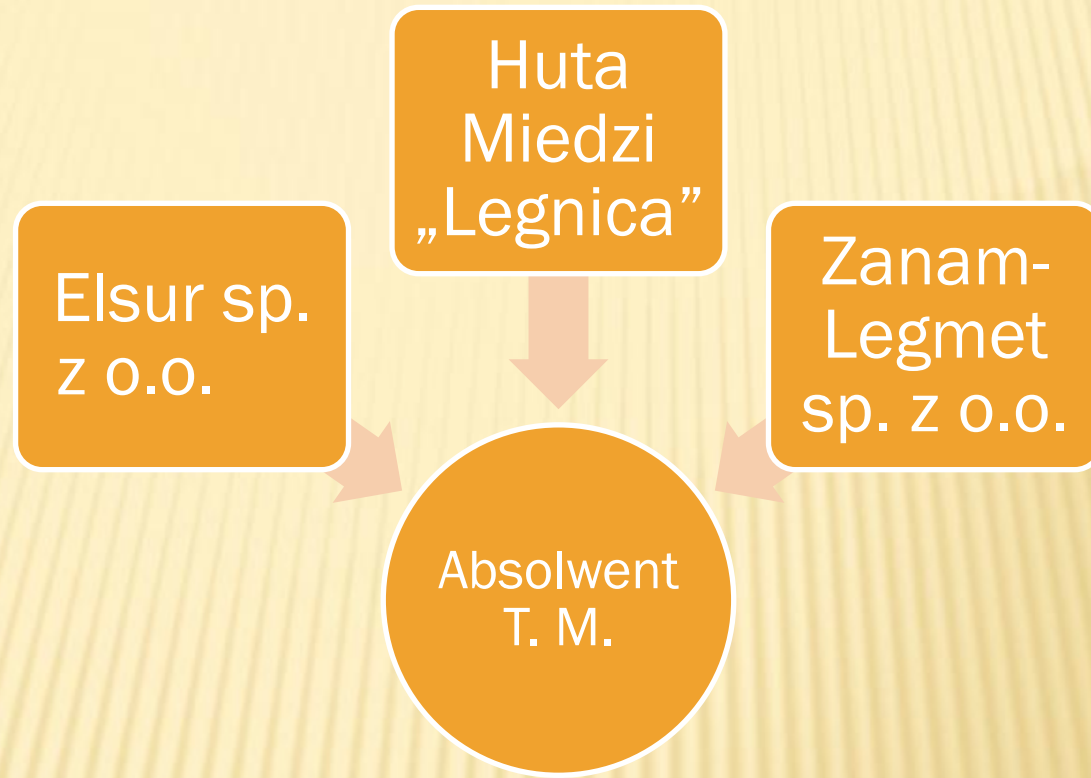 Huta
Miedzi
„Legnica”
Elsur sp.
z o.o.
Zanam-
Legmet
sp. z o.o.
Absolwent
T. M.